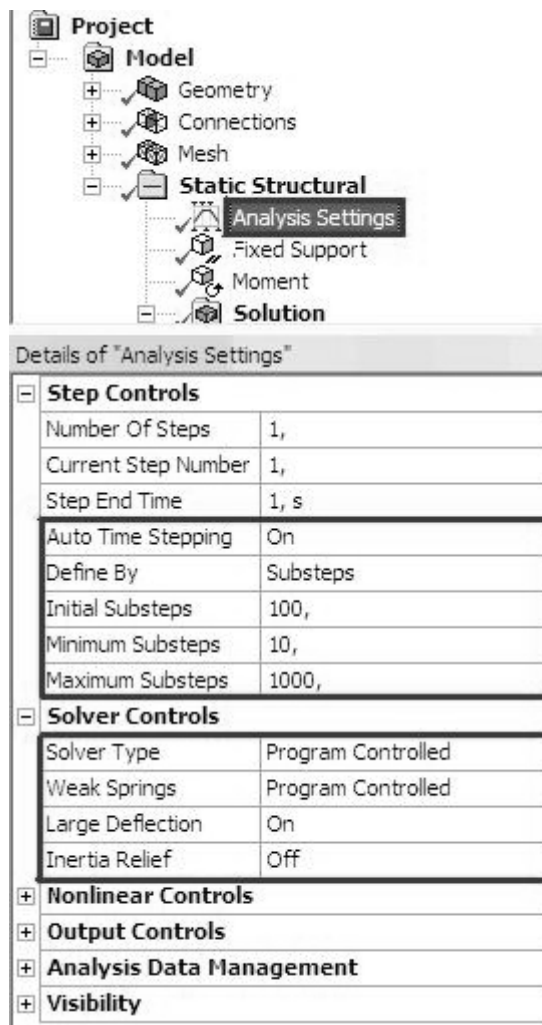 Project
Model
Geometry
Connections
Mesh
Static Structural
Analysis Settings
Fixed Support
Moment
Solution
Details of "Analysis Settings"
Step Controls
Number Of Steps 1,
Current Step Number 1,
Step End Time 1, s
Auto Time Stepping On
Define By Substeps
Initial Substeps 100,
Minimum Substeps 10,
Maximum Substeps 1000,
Solver Controls
Solver Type Program Controlled
Weak Springs Program Controlled
Large Deflection On
Inertia Relief Off
Nonlinear Controls
Output Controls
Analysis Data Management
Visibility